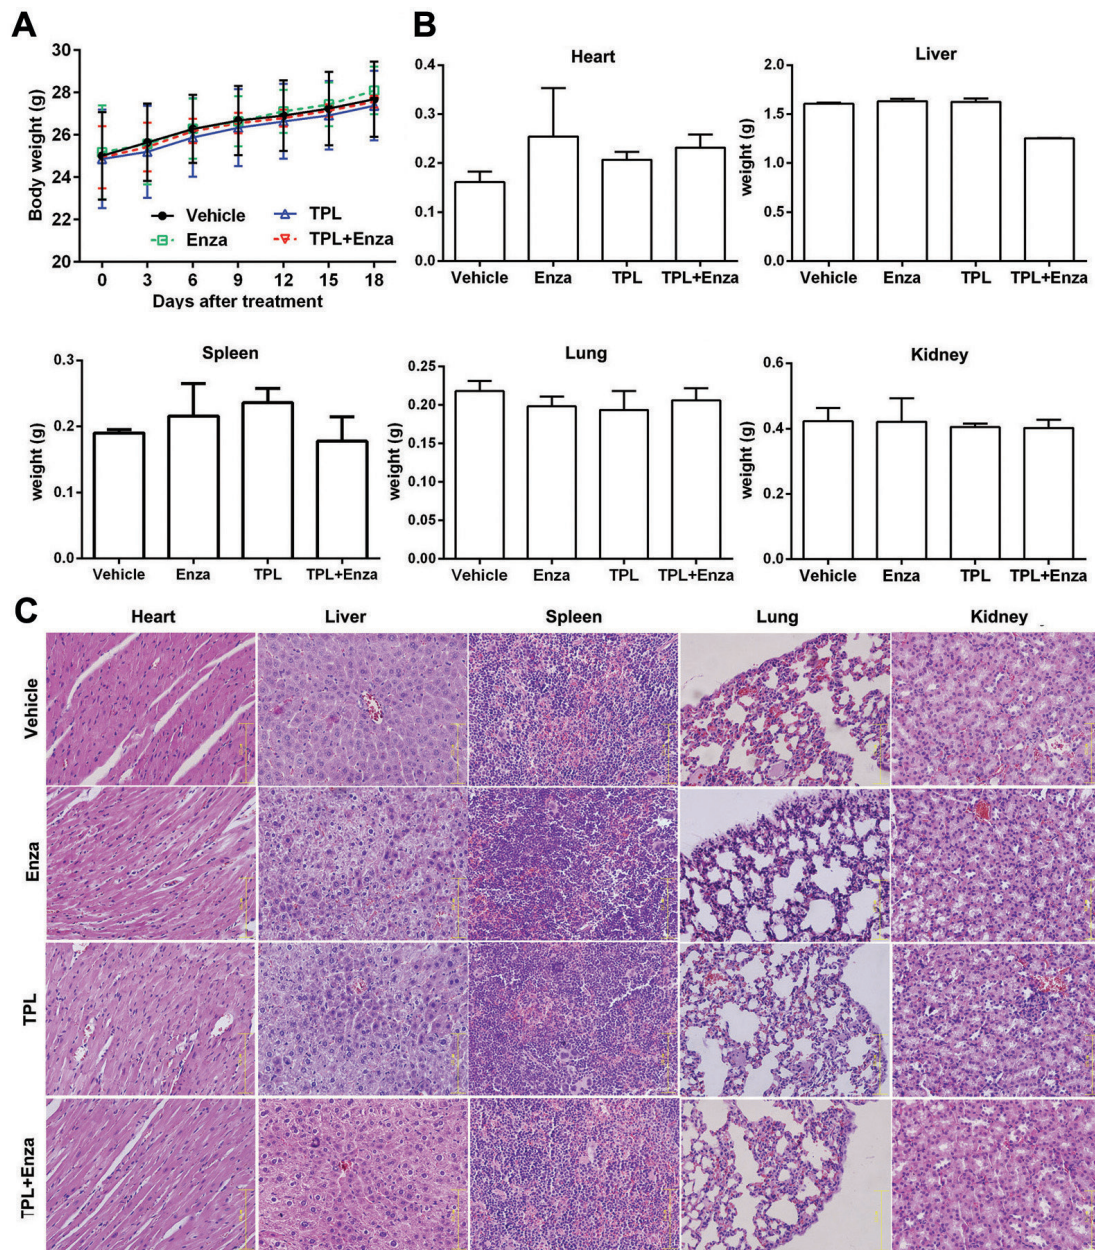 A
B
30
28
26
24
22
20
Body weight (g)
Vehicle
TPL
Enza
TPL+Enza
0 3 6 9 12 15 18
Days after treatment
Heart
0.4
0.3
0.2
0.1
0.0
Vehicle Enza TPL TPL+Enza
Liver
weight (g)
2.0
1.5
1.0
0.5
0.0
Vehicle Enza TPL TPL+Enza
Spleen
weight (g)
0.3
0.2
0.1
0.0
Vehicle Enza TPL TPL+Enza
Lung
weight (g)
0.25
0.20
0.15
0.10
0.05
0.00
Vehicle Enza TPL TPL+Enza
Kidney
weight (g)
0.6
0.4
0.2
0.0
Vehicle Enza TPL TPL+Enza
C
Heart Liver Spleen Lung Kidney
Vehicle
Enza
TPL
TPL+Enza